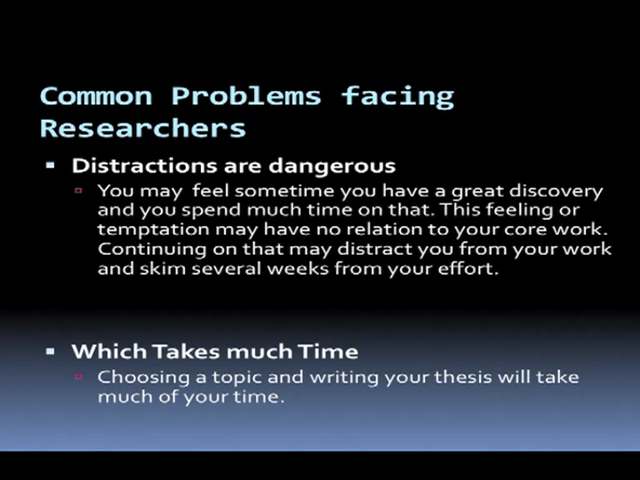 Common Problems facing
Researchers
Distractions are dangerous
You may feel sometime you have a great discovery
and you spend much time on that. This feeling or
temptation may have no relation to your core work.
Continuing on that may distract you from your work
and skim several weeks from your effort.
Which Takes much Time
Choosing a topic and writing your thesis will take
much of your time.